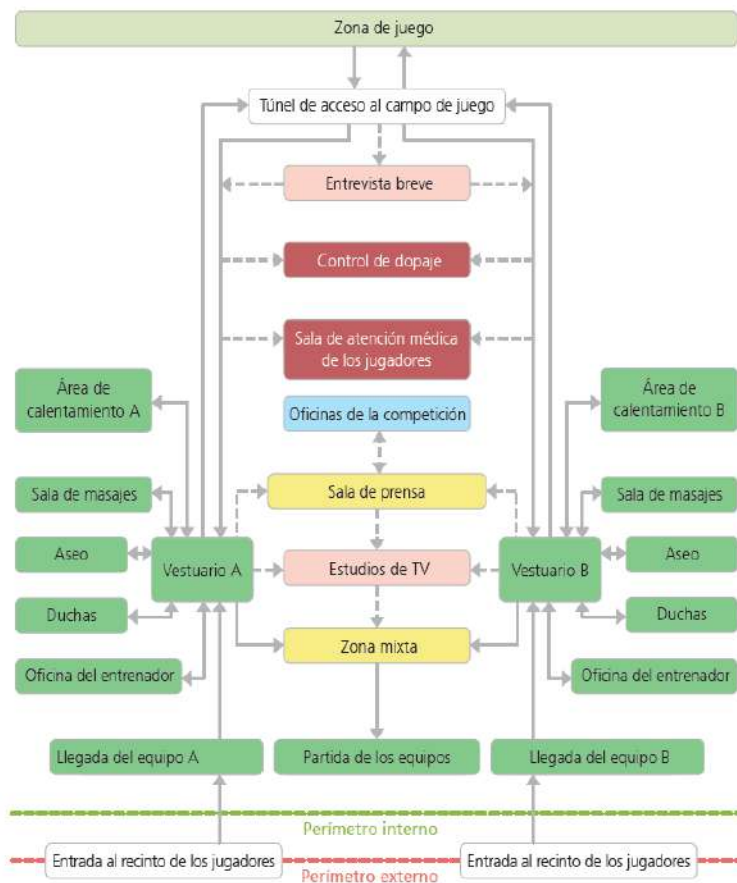 Zona de juego
Túnel de acceso al campo de juego
Entrevista breve
Control de dopaje
Sala de atención médica
de los jugadores
Área de
calentamiento A
Área de
calentamiento B
Oficinas de la competición
Sala de masajes
Sala de prensa
Sala de masajes
Aseo
Vestuario A
Estudios de TV
Vestuario B
Aseo
Duchas
Duchas
Zona mixta
Oficina del entrenador
Oficina del entrenador
Llegada del equipo A
Partida de los equipos
Llegada del equipo B
Perímetro interno
Entrada al recinto de los jugadores
Entrada al recinto de los jugadores
Perímetro externo